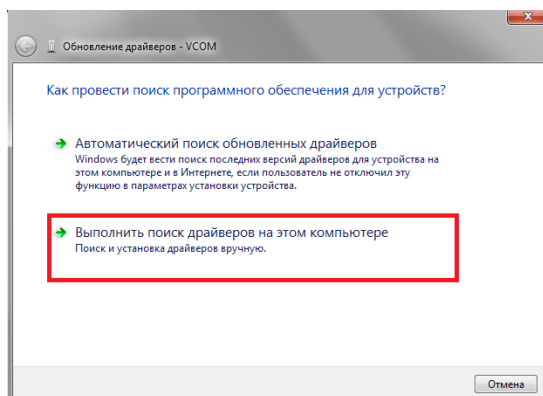 Обновление драйверов - VCOM
Как провести поиск программного обеспечения для устройств?
Автоматический поиск обновленных драйверов
Windows будет вести поиск последних версий драйверов для устройства на
этом компьютере и в Интернете, если пользователь не отключил эту
функцию в параметрах установки устройства.
Выполнить поиск драйверов на этом компьютере
Поиск и установка драйверов вручную.
Отмена